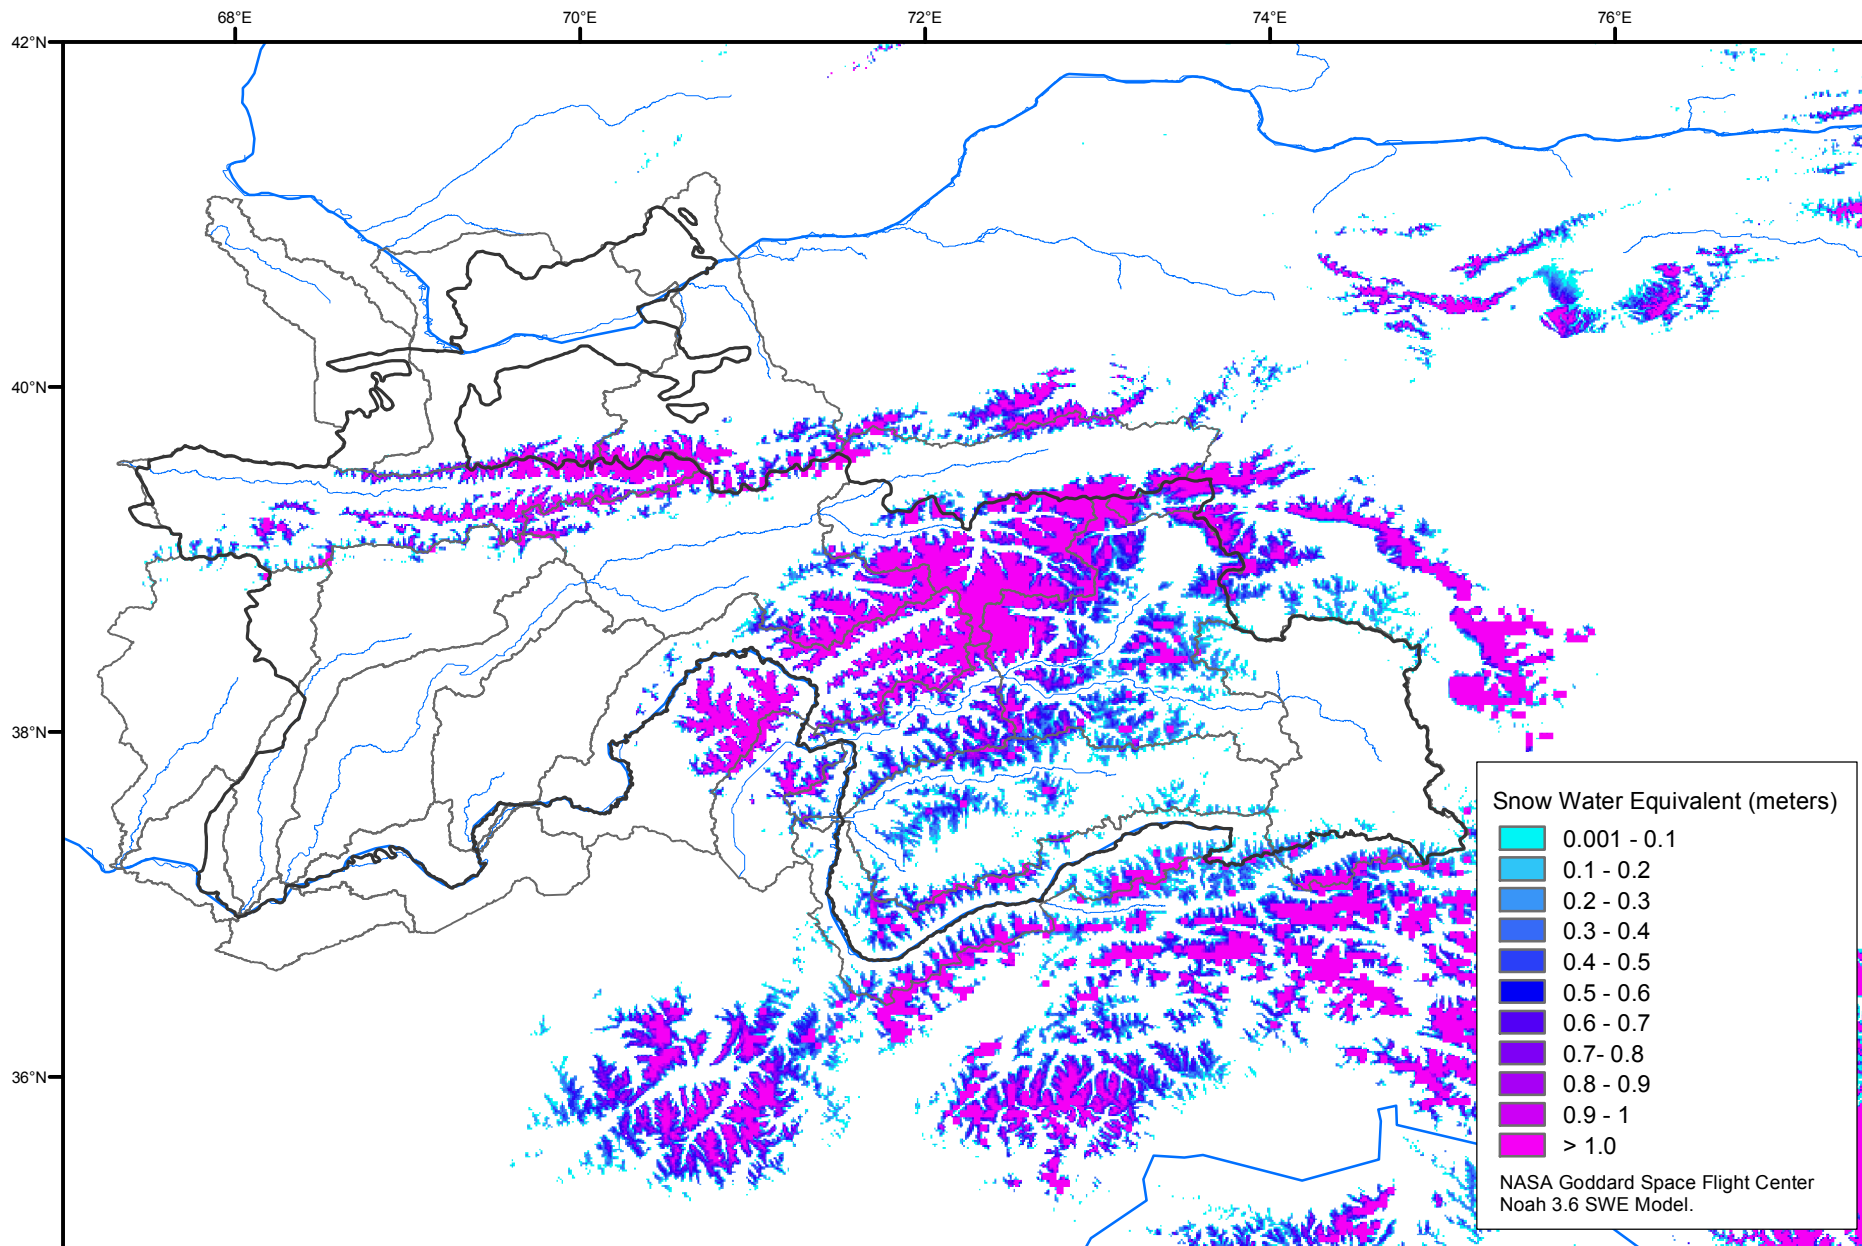 68°E
70°E
72°E
74°E
76°E
42°N
40°N
38°N
36°N
Snow Water Equivalent (meters)
0.001 - 0.1
0.1 - 0.2
0.2 - 0.3
0.3 - 0.4
0.4 - 0.5
0.5 - 0.6
0.6 - 0.7
0.7- 0.8
0.8 - 0.9
0.9 - 1
> 1.0
NASA Goddard Space Flight Center
Noah 3.6 SWE Model.